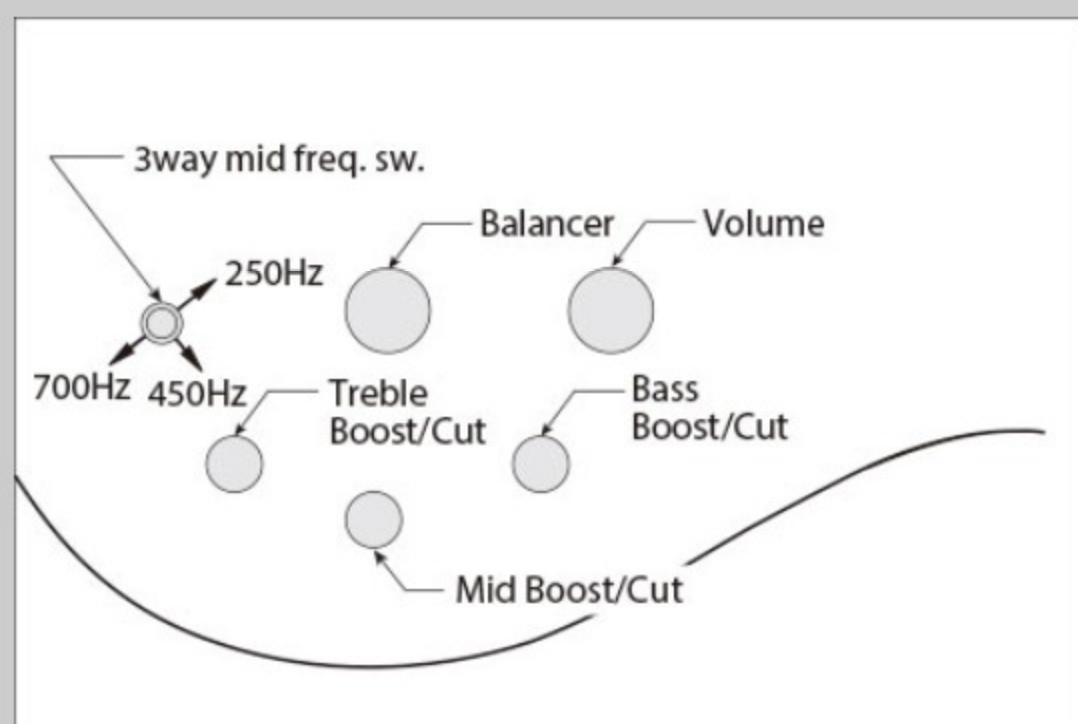 3way mid freq. sw.
Balancer
Volume
250Hz
700Hz
450Hz
Treble
Boost/Cut
Bass
Boost/Cut
Mid Boost/Cut